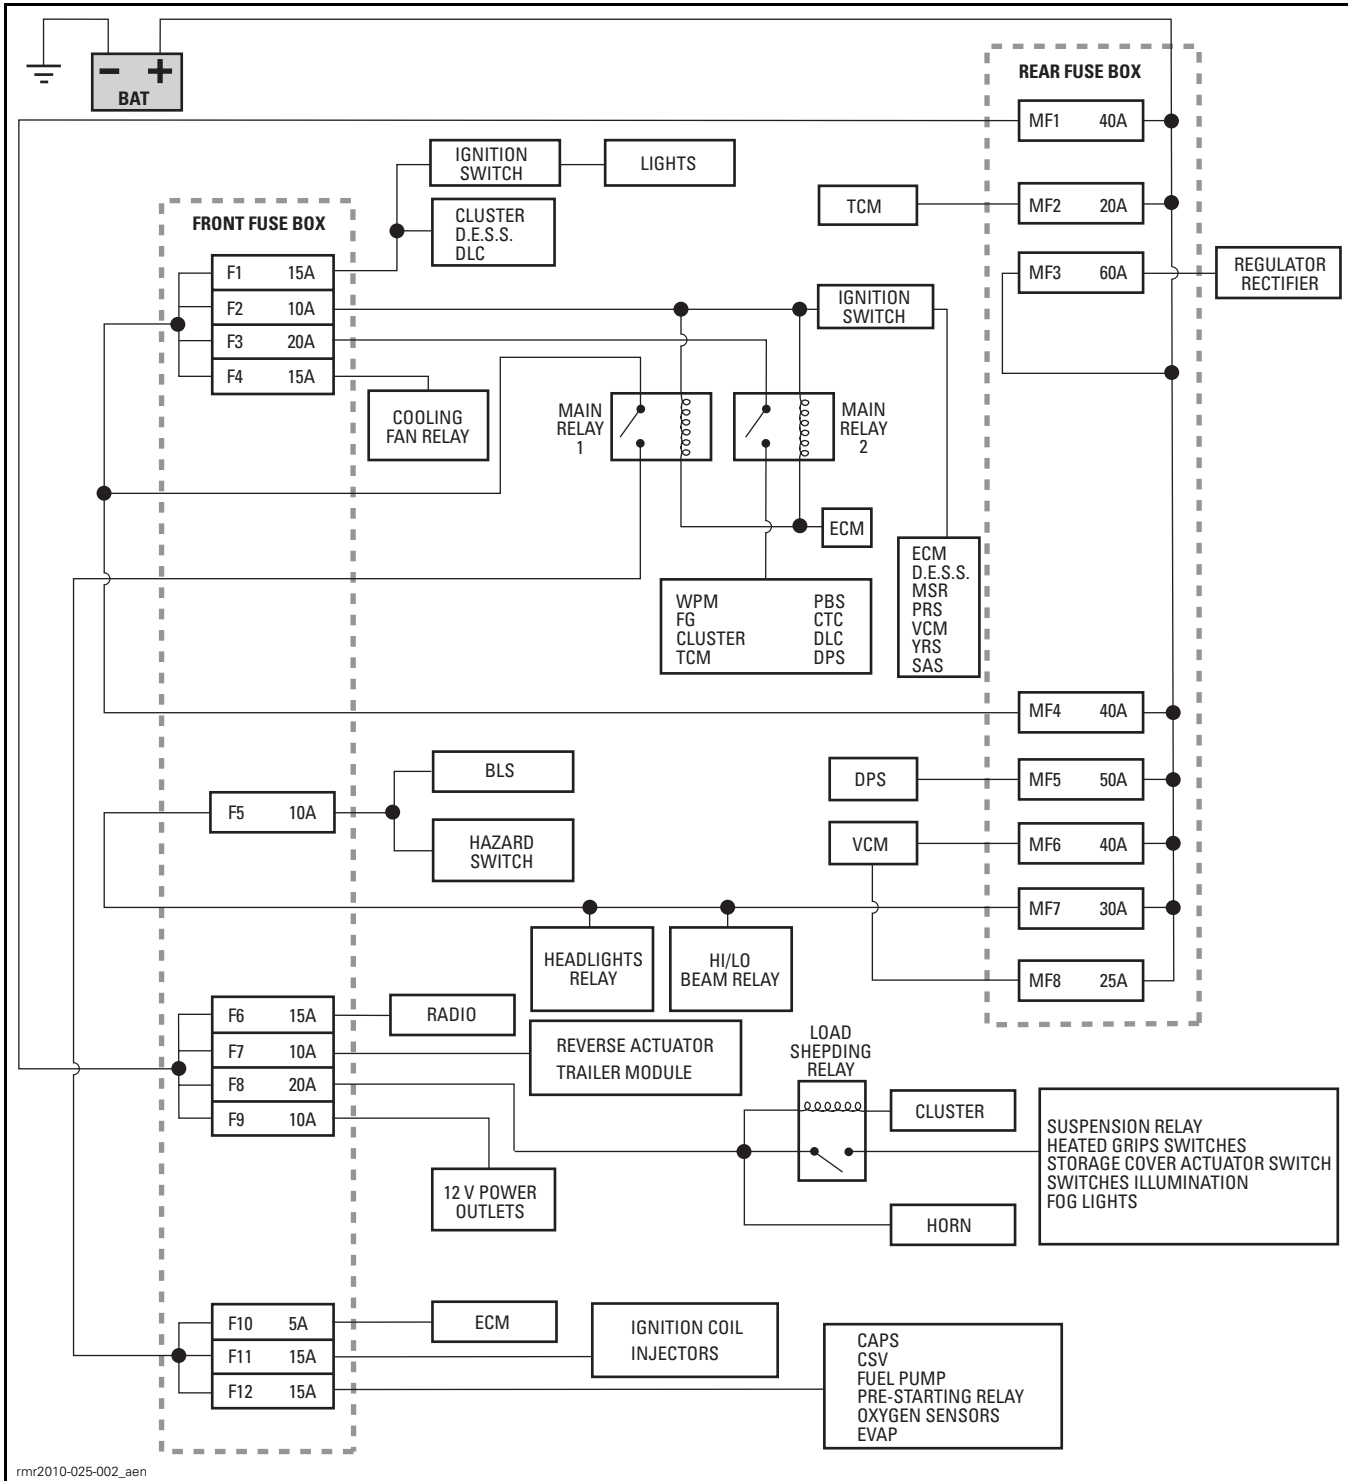 − +
BAT
REAR FUSE BOX
MF1 40A
IGNITION
SWITCH
LIGHTS
TCM
MF2 20A
CLUSTER
D.E.S.S.
DLC
FRONT FUSE BOX
F1 15A
F2 10A
F3 20A
F4 15A
MF3 60A
REGULATOR
RECTIFIER
IGNITION
SWITCH
COOLING
FAN RELAY
MAIN
RELAY
1
MAIN
RELAY
2
ECM
ECM
D.E.S.S.
MSR
PRS
VCM
YRS
SAS
WPM PBS
FG CTC
CLUSTER DLC
TCM DPS
MF4 40A
BLS
DPS
MF5 50A
F5 10A
HAZARD
SWITCH
VCM
MF6 40A
MF7 30A
HEADLIGHTS
RELAY
HI/LO
BEAM RELAY
MF8 25A
F6 15A
F7 10A
F8 20A
F9 10A
RADIO
REVERSE ACTUATOR
TRAILER MODULE
LOAD
SHEPDING
RELAY
CLUSTER
SUSPENSION RELAY
HEATED GRIPS SWITCHES
STORAGE COVER ACTUATOR SWITCH
SWITCHES ILLUMINATION
FOG LIGHTS
12 V POWER
OUTLETS
HORN
F10 5A
F11 15A
F12 15A
ECM
IGNITION COIL
INJECTORS
CAPS
CSV
FUEL PUMP
PRE-STARTING RELAY
OXYGEN SENSORS
EVAP
rmr2010-025-002_aen